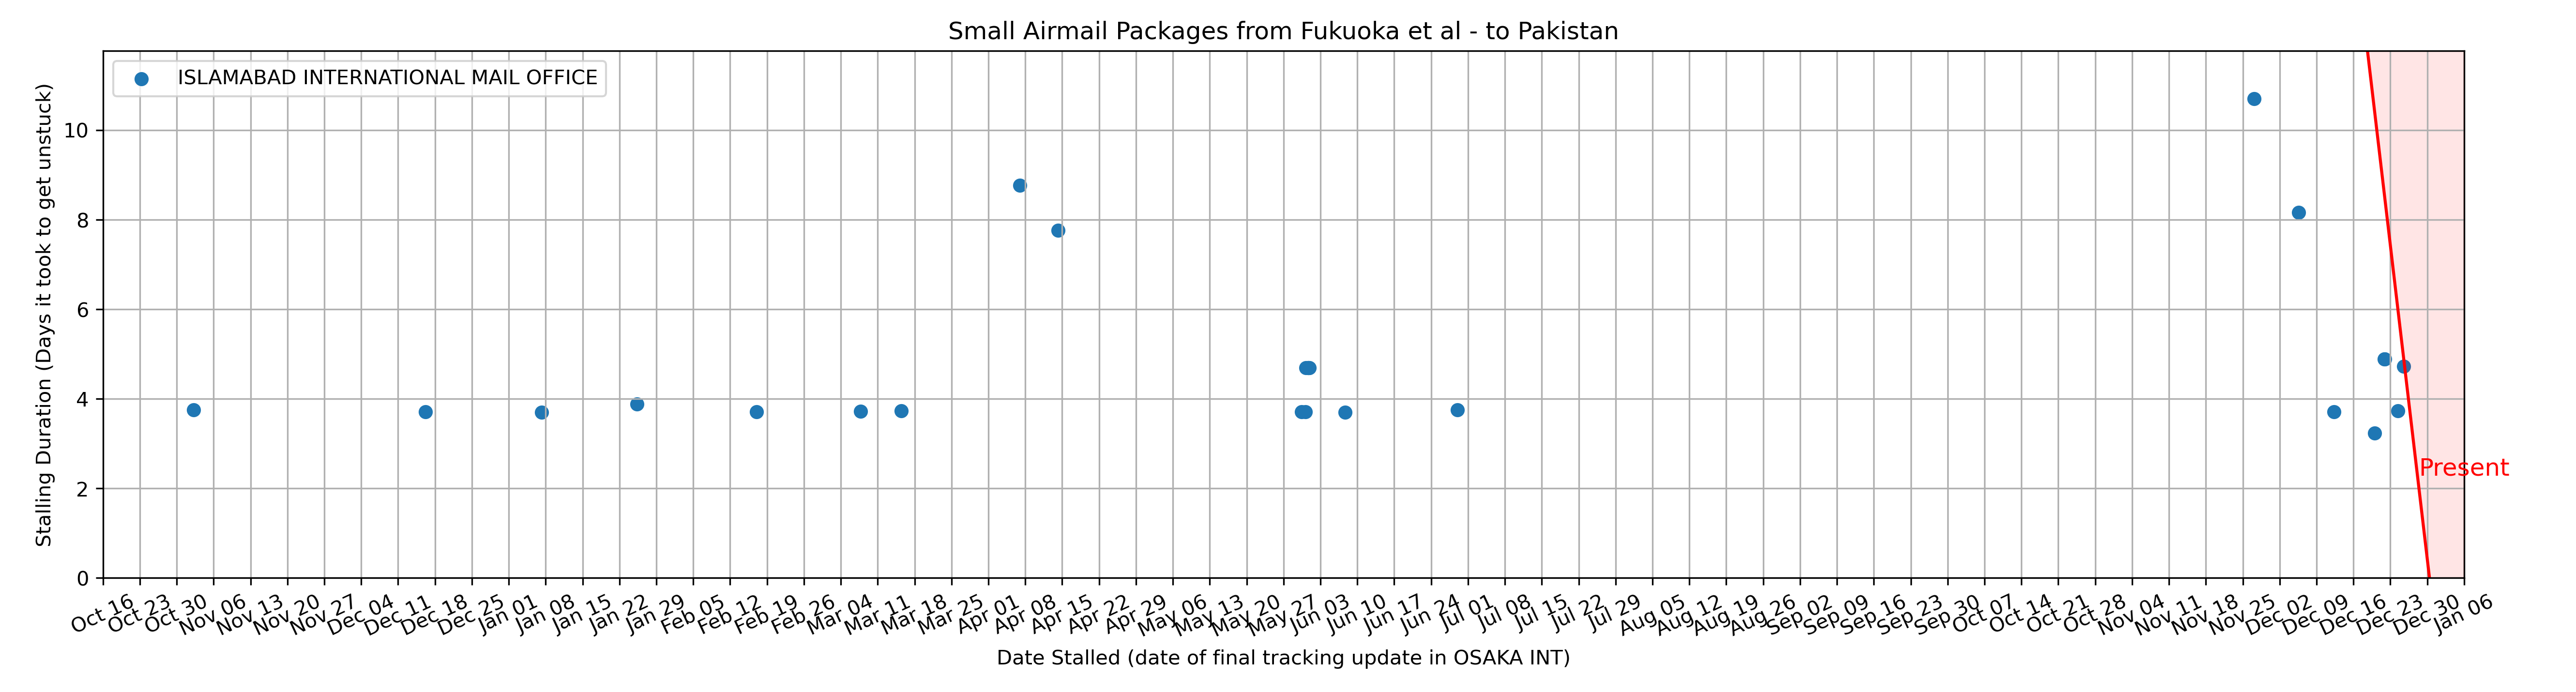 Small Airmail Packages from Fukuoka et al - to Pakistan
ISLAMABAD INTERNATIONAL MAIL OFFICE
Stalling Duration (Days it took to get unstuck)
10
8
6
4
2
0
Present
Oct 16
Oct 23
Oct 30
Nov 06
Nov 13
Nov 20
Nov 27
Dec 04
Dec 11
Dec 18
Dec 25
Jan 01
Jan 08
Jan 15
Jan 22
Jan 29
Feb 05
Feb 12
Feb 19
Feb 26
Mar 04
Mar 11
Mar 18
Mar 25
Apr 01
Apr 08
Apr 15
Apr 22
Apr 29
May 06
May 13
May 20
May 27
Jun 03
Jun 10
Jun 17
Jun 24
Jul 01
Jul 08
Jul 15
Jul 22
Jul 29
Aug 05
Aug 12
Aug 19
Aug 26
Sep 02
Sep 09
Sep 16
Sep 23
Sep 30
Oct 07
Oct 14
Oct 21
Oct 28
Nov 04
Nov 11
Nov 18
Nov 25
Dec 02
Dec 09
Dec 16
Dec 23
Dec 30
Jan 06
Date Stalled (date of final tracking update in OSAKA INT)